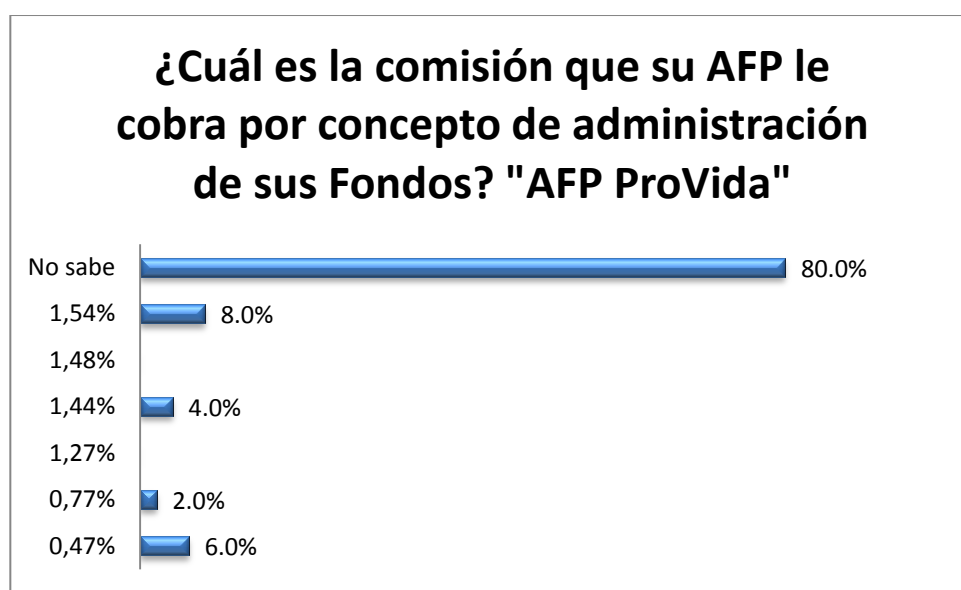 ¿Cuál es la comisión que su AFP le
cobra por concepto de administración
de sus Fondos? "AFP ProVida"
No sabe 80.0%
1,54% 8.0%
1,48%
1,44% 4.0%
1,27%
0,77% 2.0%
0,47% 6.0%